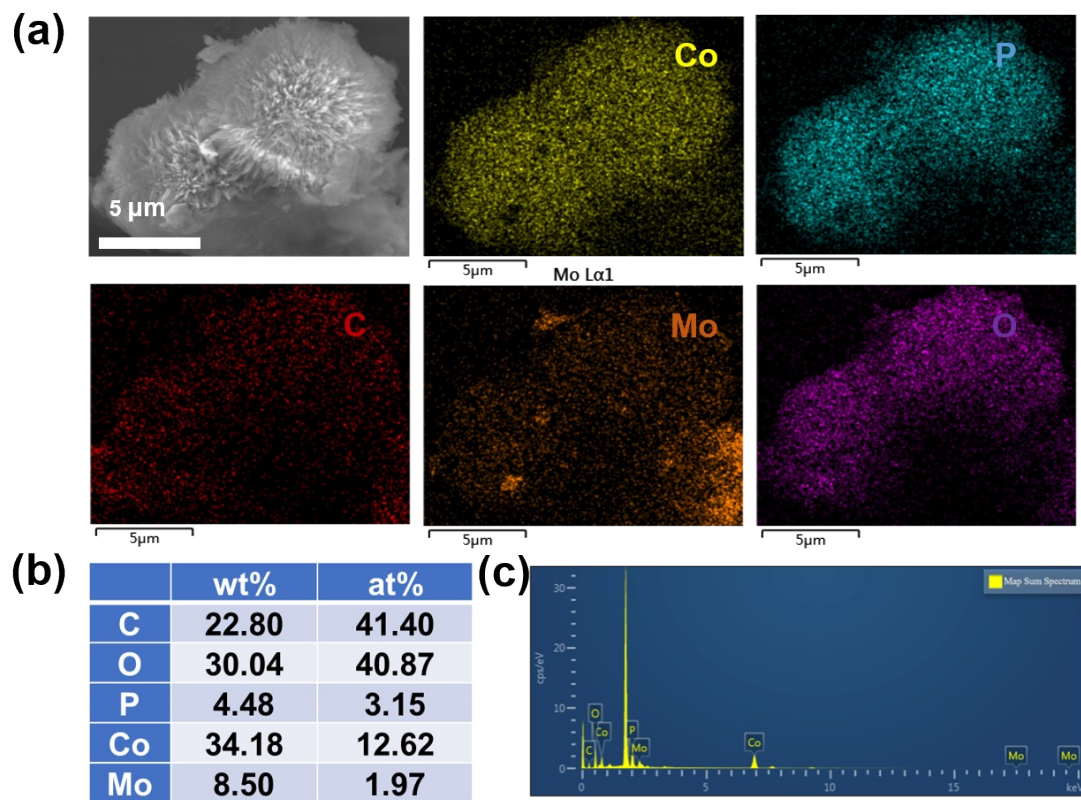 (a)
5 μm
Co
P
5μm
Mo Lα1
5μm
5μm
C
Mo
O
5μm
5μm
5μm
(b)
wt% at%
C 22.80 41.40
O 30.04 40.87
P 4.48 3.15
Co 34.18 12.62
Mo 8.50 1.97
(c)
Map Sum Spectrum
cps/eV
30
20
10
0
C
O
Co
P
Mo
Co
Mo
Mo
0 5 10 15 keV